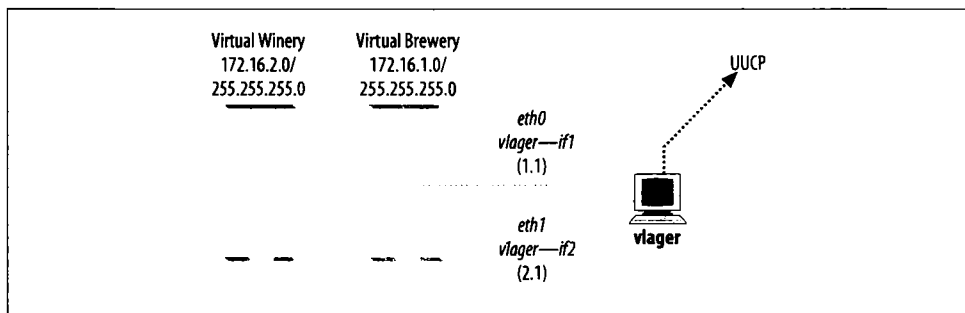 Virtual Winery
172.16.2.0/
255.255.255.0
Virtual Brewery
172.16.1.0/
255.255.255.0
UUCP
eth0
vlager—if1
(1.1)
vlager
eth1
vlager—if2
(2.1)